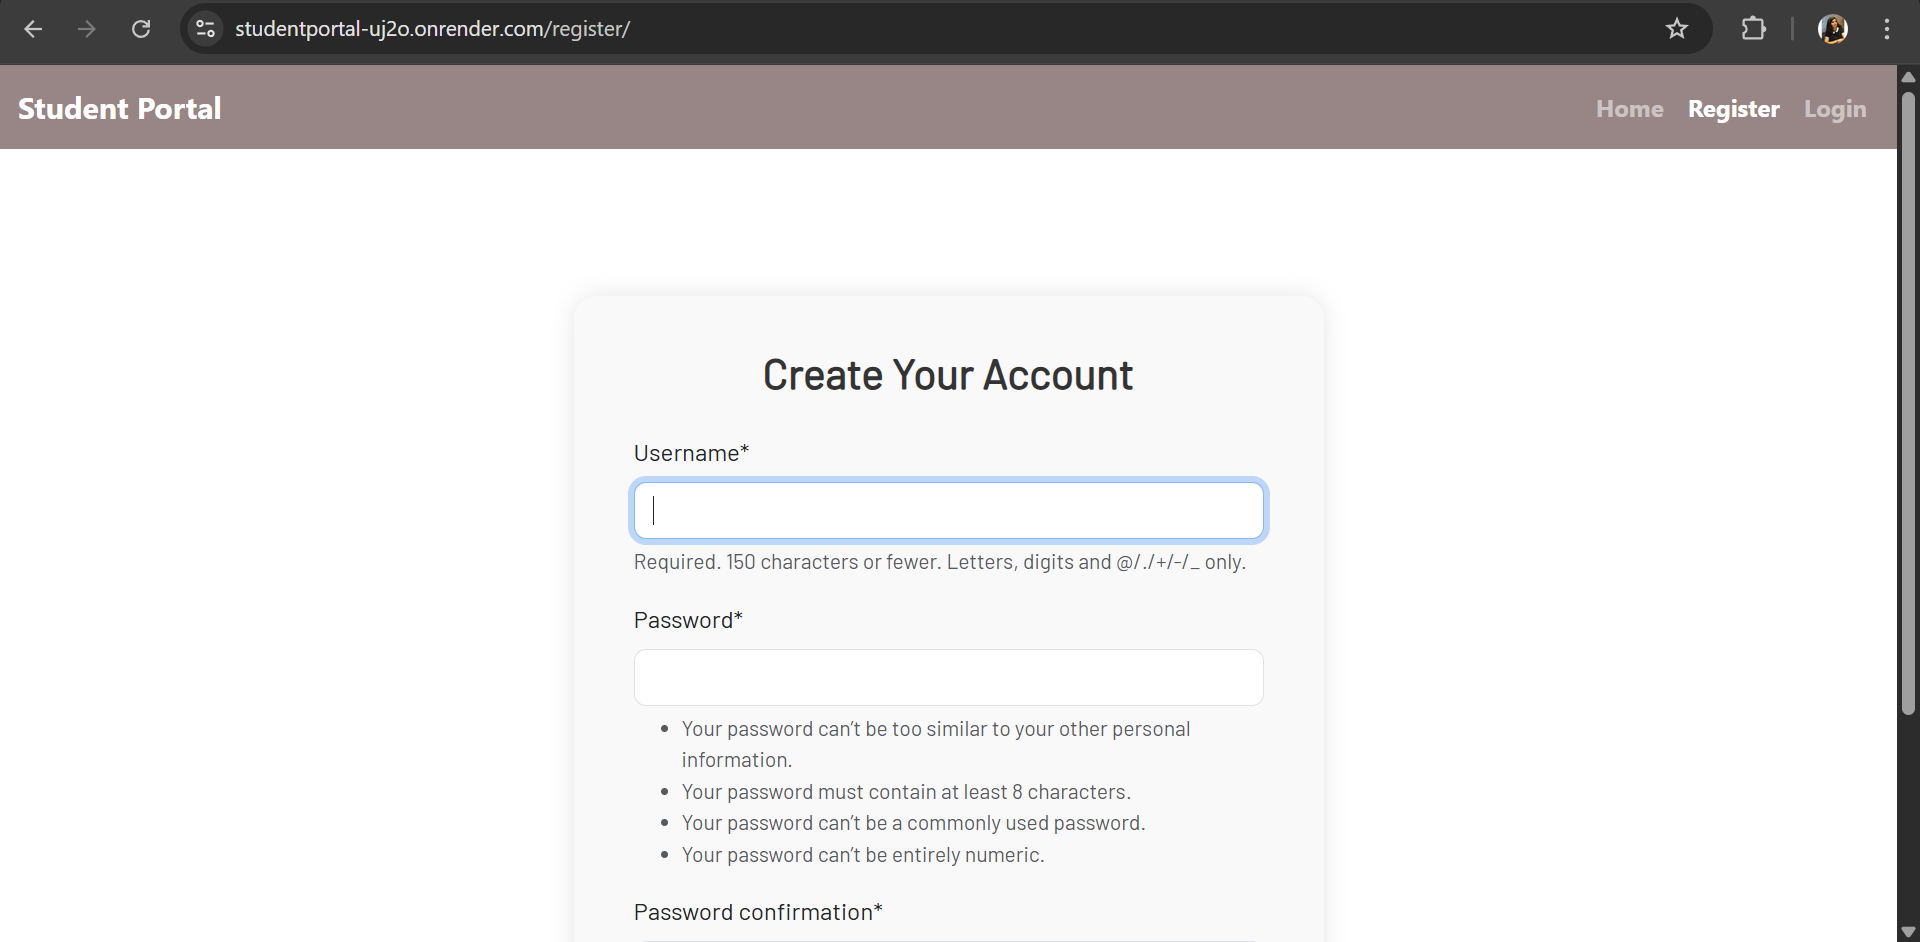 studentportal-uj2o.onrender.com/register/
Student Portal
Home Register Login
Create Your Account
Username*
Required. 150 characters or fewer. Letters, digits and @/./+/-/_ only.
Password*
Your password can’t be too similar to your other personal
information.
Your password must contain at least 8 characters.
Your password can’t be a commonly used password.
Your password can’t be entirely numeric.
Password confirmation*